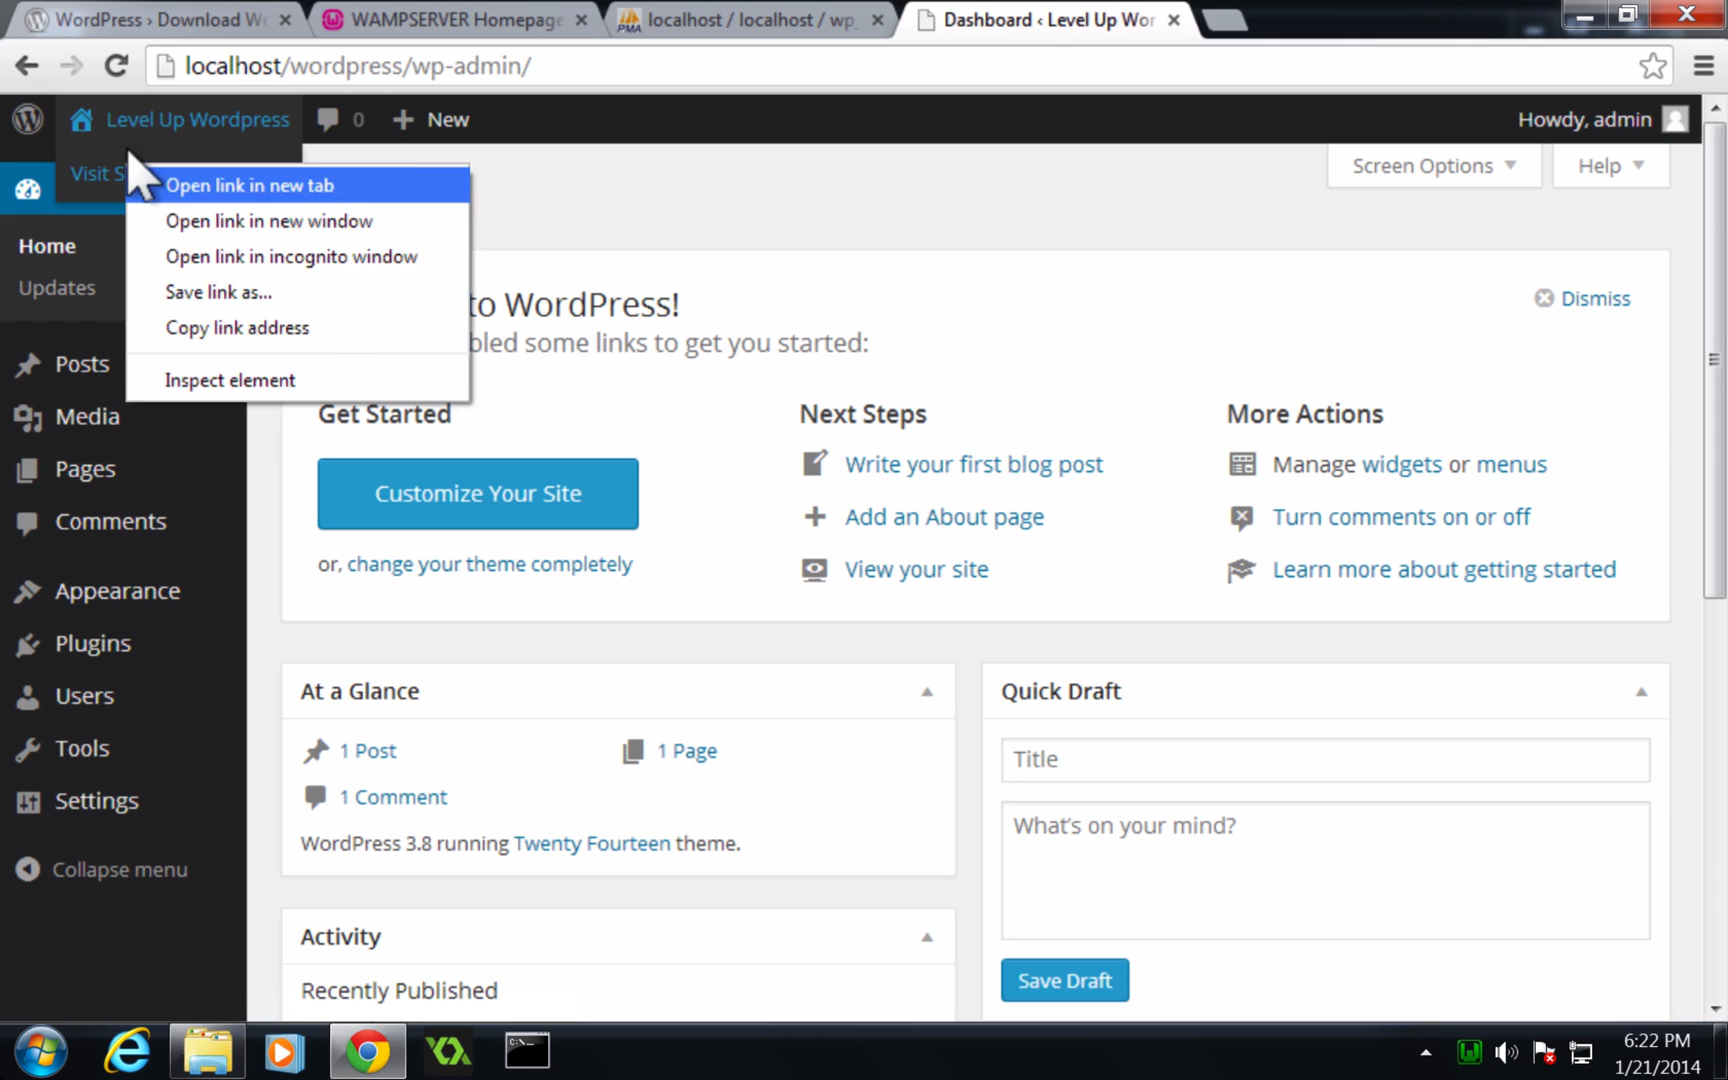 WordPress › Download Wo
WAMPSERVER Homepage
localhost / localhost / wp_
Dashboard ‹ Level Up Wor
localhost/wordpress/wp-admin/
Level Up Wordpress
0
New
Howdy, admin
Visit S
Screen Options
Help
Open link in new tab
Open link in new window
Open link in incognito window
Save link as...
Copy link address
Inspect element
Home
Updates
Posts
Media
Pages
Comments
Appearance
Plugins
Users
Tools
Settings
Collapse menu
to WordPress!
Dismiss
bled some links to get you started:
Get Started
Customize Your Site
or, change your theme completely
Next Steps
Write your first blog post
Add an About page
View your site
More Actions
Manage widgets or menus
Turn comments on or off
Learn more about getting started
At a Glance
1 Post
1 Page
1 Comment
WordPress 3.8 running Twenty Fourteen theme.
Activity
Recently Published
Quick Draft
Title
What's on your mind?
Save Draft
6:22 PM
1/21/2014